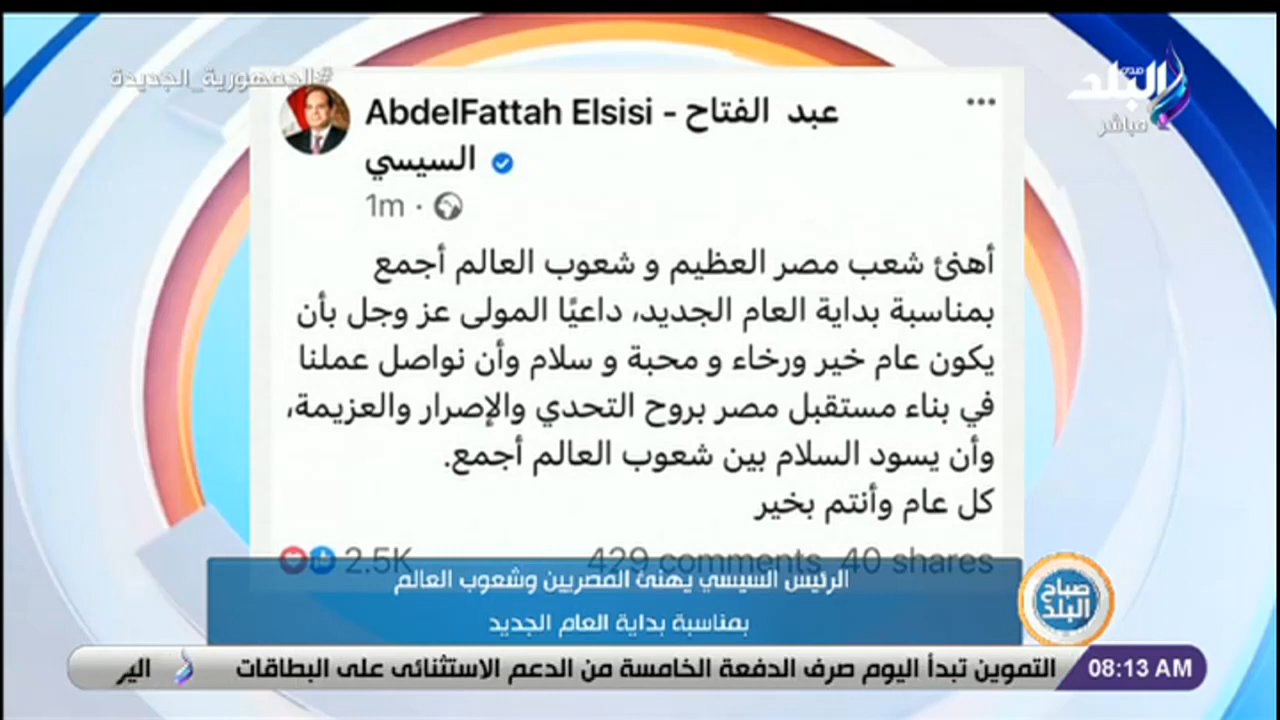 #الجمهورية_الجديدة
صدى البلد
مباشر
AbdelFattah Elsisi - عبد الفتاح
السيسي
1m
أهنئ شعب مصر العظيم و شعوب العالم أجمع
بمناسبة بداية العام الجديد، داعيًا المولى عز وجل بأن
يكون عام خير ورخاء و محبة و سلام وأن نواصل عملنا
في بناء مستقبل مصر بروح التحدي والإصرار والعزيمة،
وأن يسود السلام بين شعوب العالم أجمع.
كل عام وأنتم بخير
2.5K 429 comments 40 shares
الرئيس السيسي يهنئ المصريين وشعوب العالم
بمناسبة بداية العام الجديد
صباح
البلد
08:13 AM
التموين تبدأ اليوم صرف الدفعة الخامسة من الدعم الاستثنائى على البطاقات